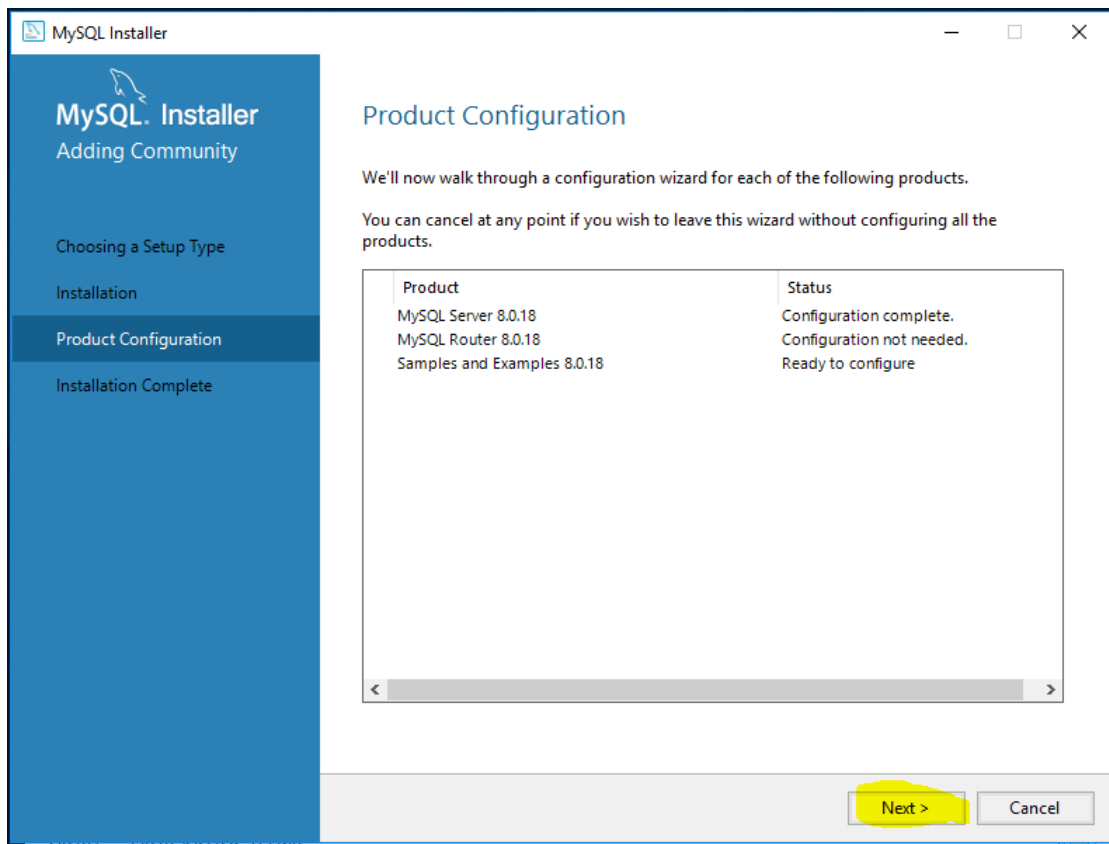 MySQL Installer
MySQL. Installer
Adding Community
Choosing a Setup Type
Installation
Product Configuration
Installation Complete
Product Configuration
We'll now walk through a configuration wizard for each of the following products.
You can cancel at any point if you wish to leave this wizard without configuring all the
products.
Product Status
MySQL Server 8.0.18 Configuration complete.
MySQL Router 8.0.18 Configuration not needed.
Samples and Examples 8.0.18 Ready to configure
Next > Cancel